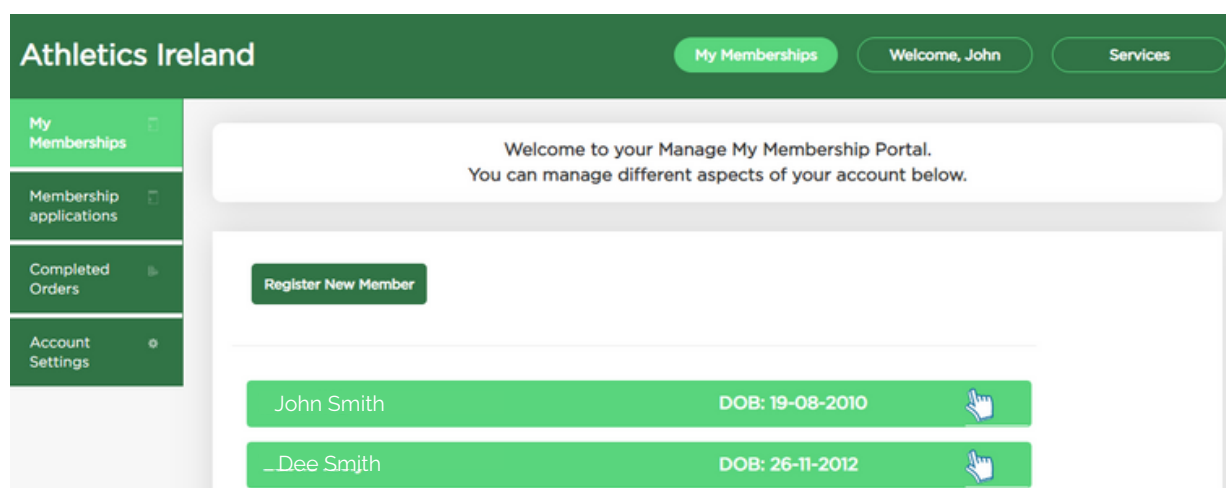 Athletics Ireland
My Memberships
Welcome, John
Services
My
Memberships
Membership
applications
Completed
Orders
Account
Settings
Welcome to your Manage My Membership Portal.
You can manage different aspects of your account below.
Register New Member
John Smith DOB: 19-08-2010
Dee Smith DOB: 26-11-2012